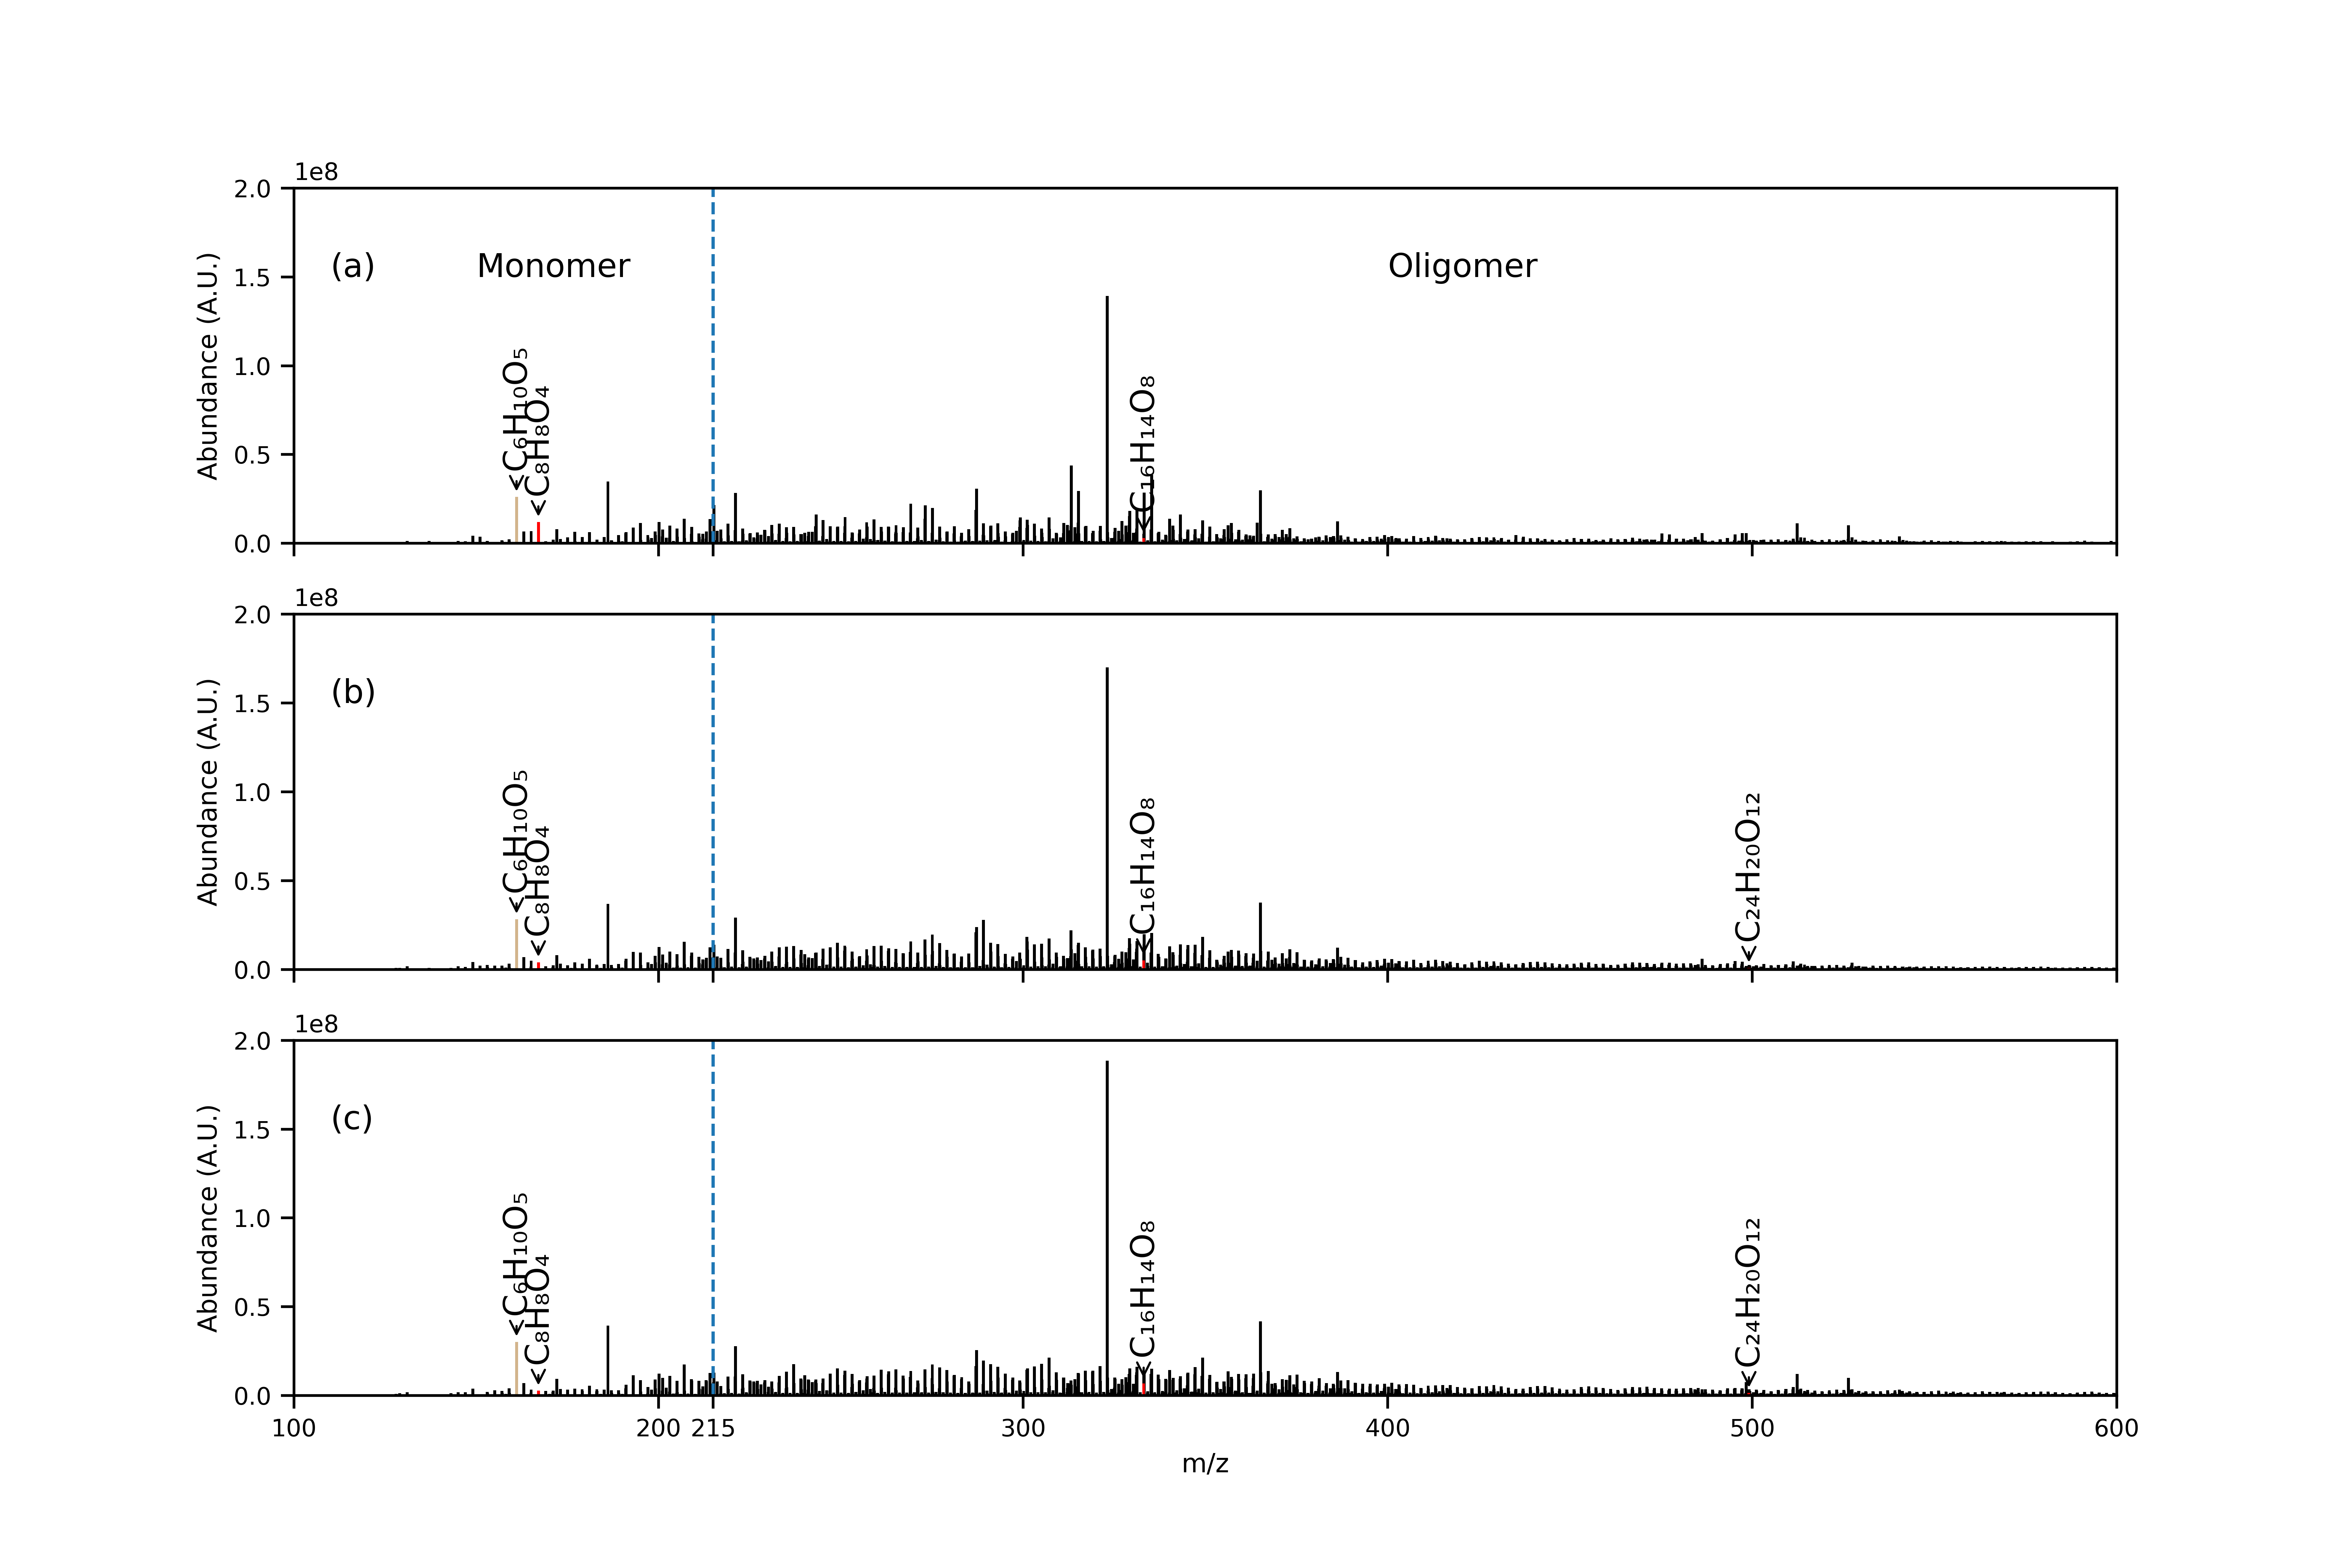 1e8
2.0
1.5
1.0
0.5
0.0
Abundance (A.U.)
(a)
Monomer
Oligomer
C₆H₁₀O₅
C₈H₈O₄
C₁₆H₁₄O₈
1e8
2.0
1.5
1.0
0.5
0.0
Abundance (A.U.)
(b)
C₆H₁₀O₅
C₈H₈O₄
C₁₆H₁₄O₈
C₂₄H₂₀O₁₂
1e8
2.0
1.5
1.0
0.5
0.0
Abundance (A.U.)
(c)
C₆H₁₀O₅
C₈H₈O₄
C₁₆H₁₄O₈
C₂₄H₂₀O₁₂
100 200 215 300 400 500 600
m/z